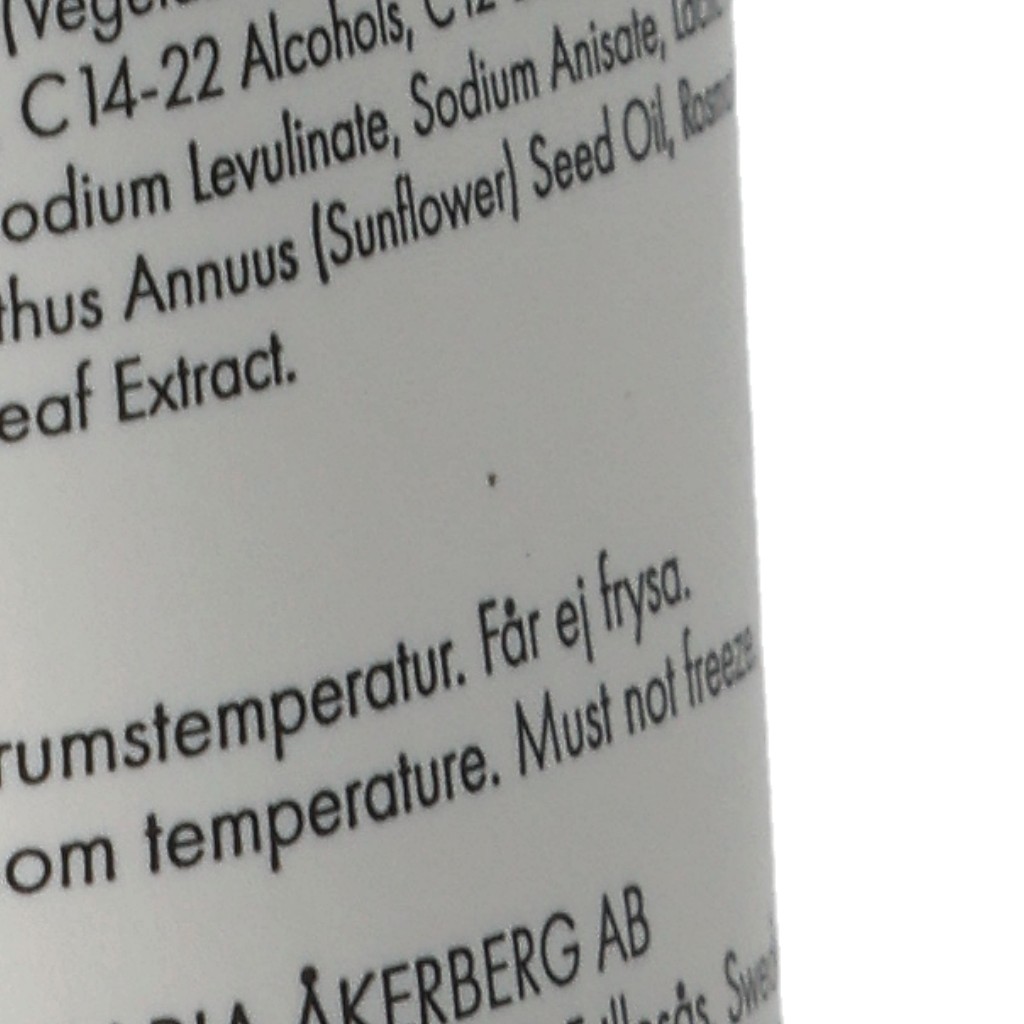 C14-22 Alcohols, C12
odium Levulinate, Sodium Anisate,
thus Annuus (Sunflower) Seed Oil,
eaf Extract.
rumstemperatur. Får ej frysa.
om temperature. Must not freeze.
ÅKERBERG AB